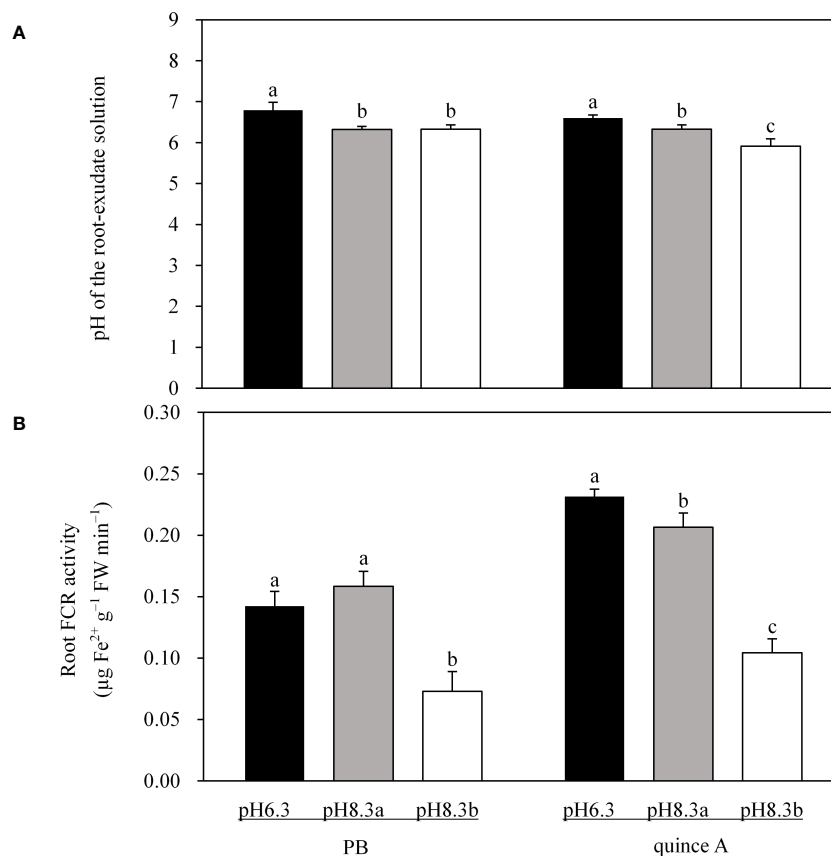 A
pH of the root-exudate solution
9
8
7
6
5
4
3
2
1
0
a
b
b
a
b
c
B
Root FCR activity
(µg Fe²⁺ g⁻¹ FW min⁻¹)
0.30
0.25
0.20
0.15
0.10
0.05
0.00
a
a
b
a
b
c
pH6.3 pH8.3a pH8.3b pH6.3 pH8.3a pH8.3b
PB quince A